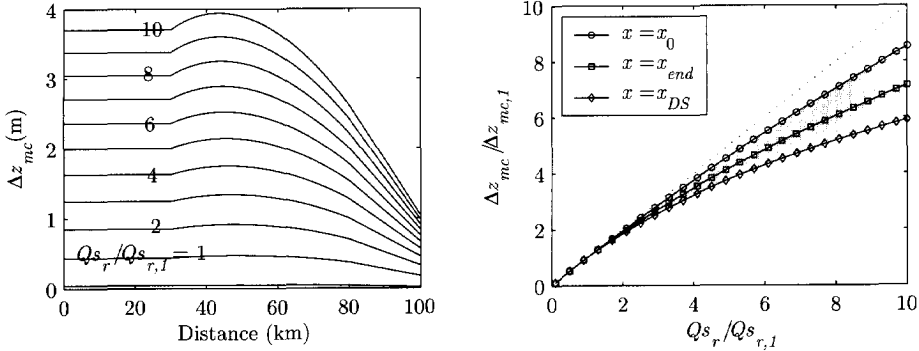 4
3
2
1
0
Δz_mc (m)
10
8
6
4
2
Qs_r/Qs_r,1 = 1
0 20 40 60 80 100
Distance (km)
10
8
6
4
2
0
Δz_mc/Δz_mc,1
x = x_0
x = x_end
x = x_DS
0 2 4 6 8 10
Qs_r/Qs_r,1